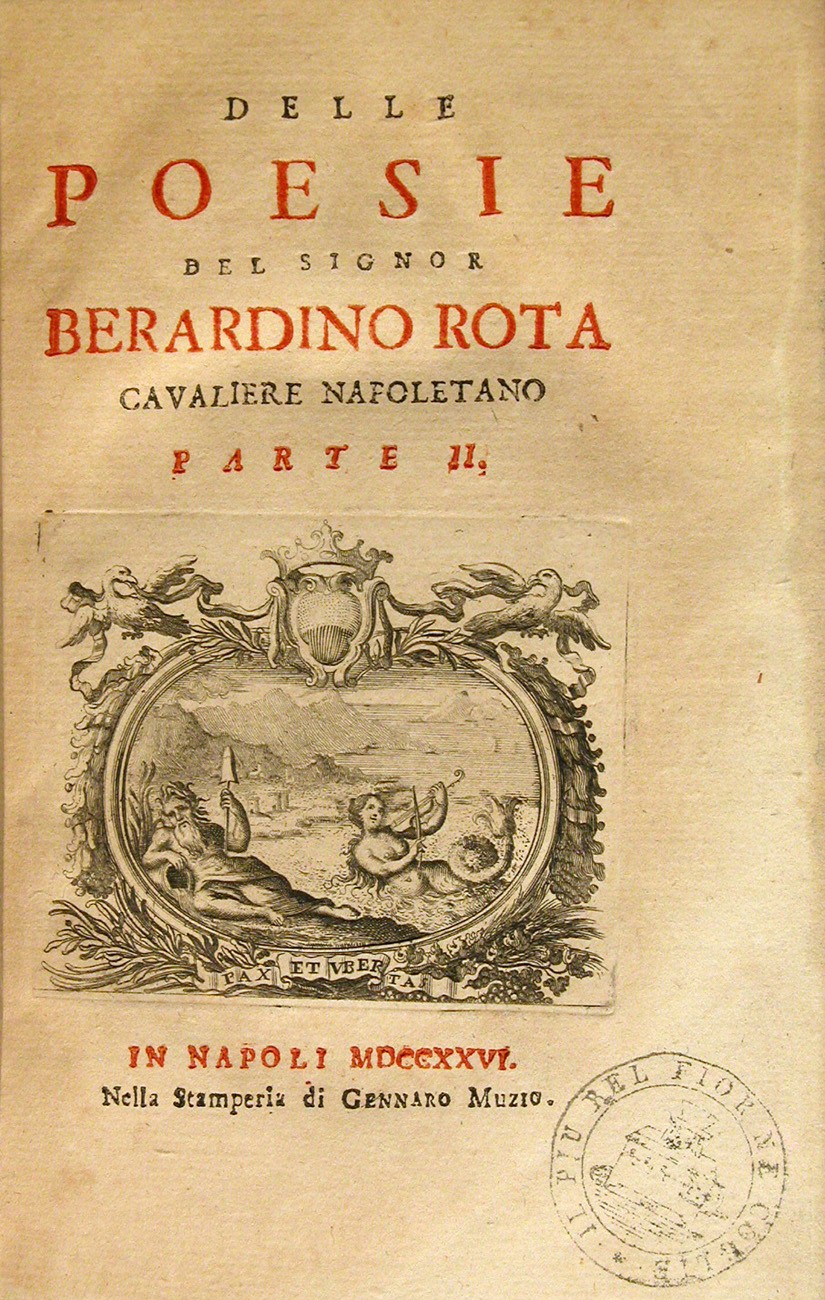 DELLE
POESIE
DEL SIGNOR
BERARDINO ROTA
CAVALIERE NAPOLETANO
PARTE II.
PAX ET VBERTAS
IN NAPOLI MDCCXXVI.
Nella Stamperia di GENNARO MUZIO.
IL PIU BEL FIOR NE COGLIE